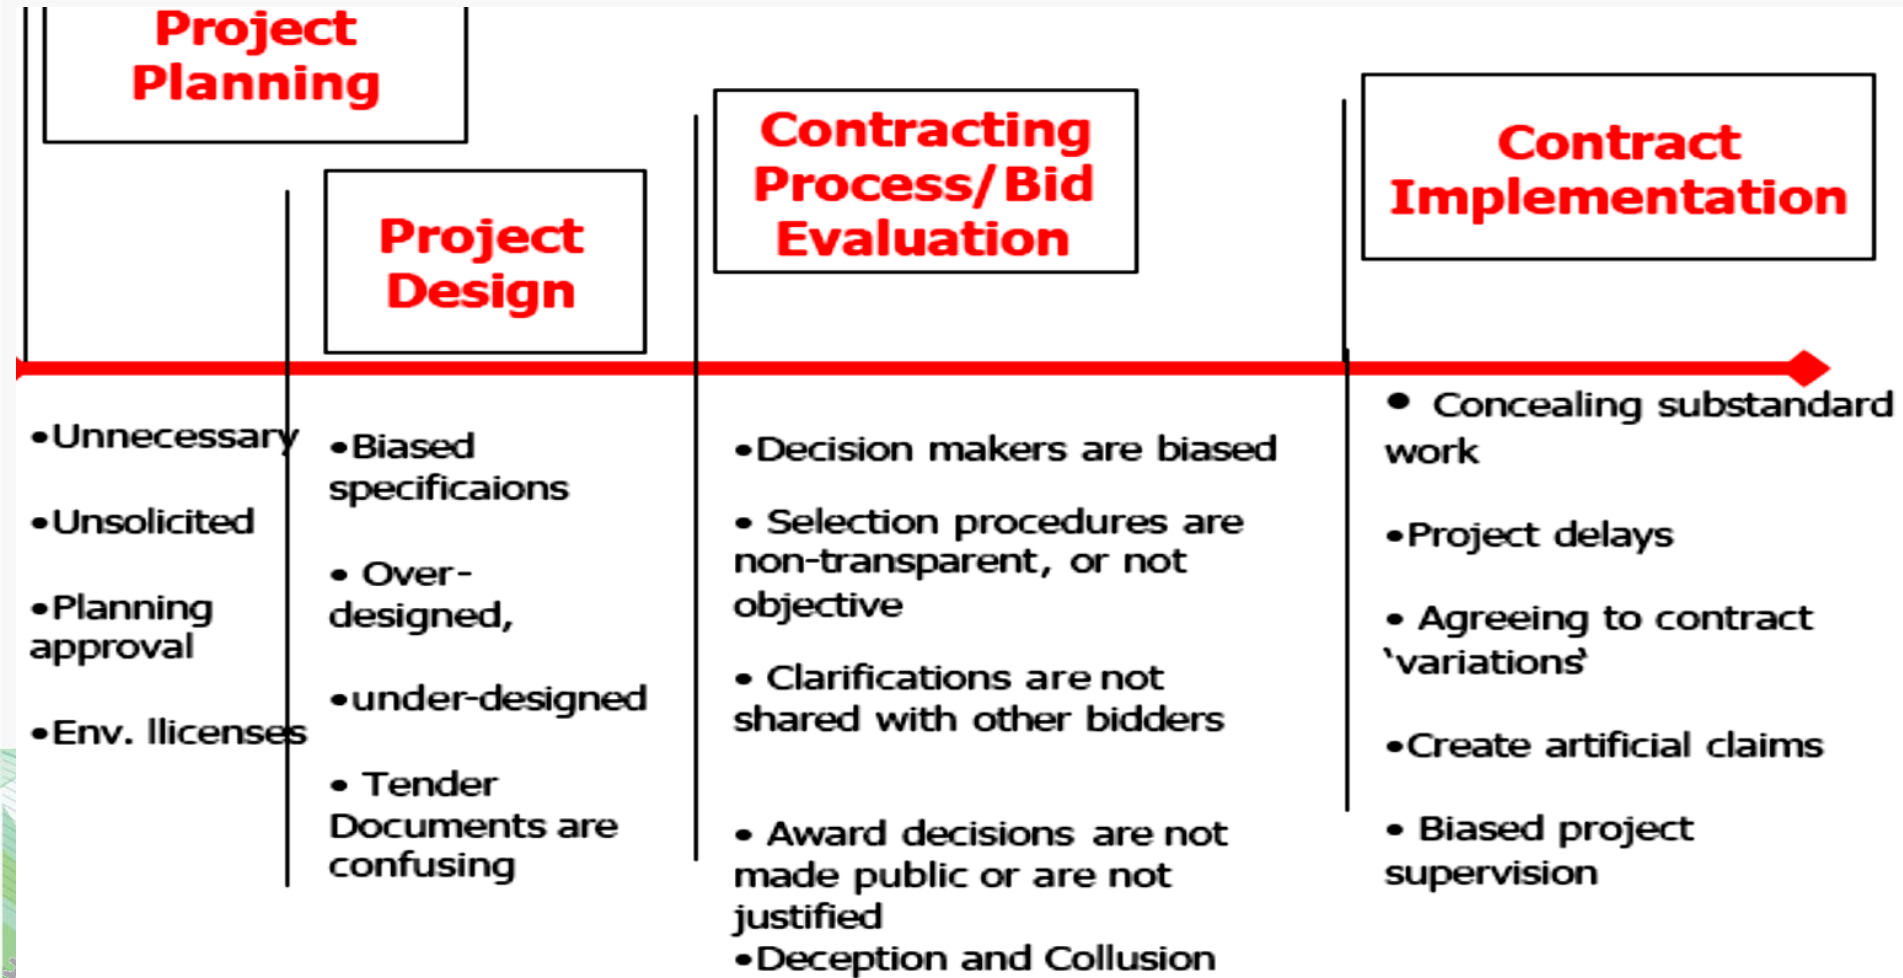 Project
Planning
Project
Design
Contracting
Process/Bid
Evaluation
Contract
Implementation
•Unnecessary
•Unsolicited
•Planning
approval
•Env. llicenses
•Biased
specificaions
• Over-
designed,
•under-designed
• Tender
Documents are
confusing
•Decision makers are biased
• Selection procedures are
non-transparent, or not
objective
• Clarifications are not
shared with other bidders
• Award decisions are not
made public or are not
justified
•Deception and Collusion
• Concealing substandard
work
•Project delays
• Agreeing to contract
‘variations‘
•Create artificial claims
• Biased project
supervision